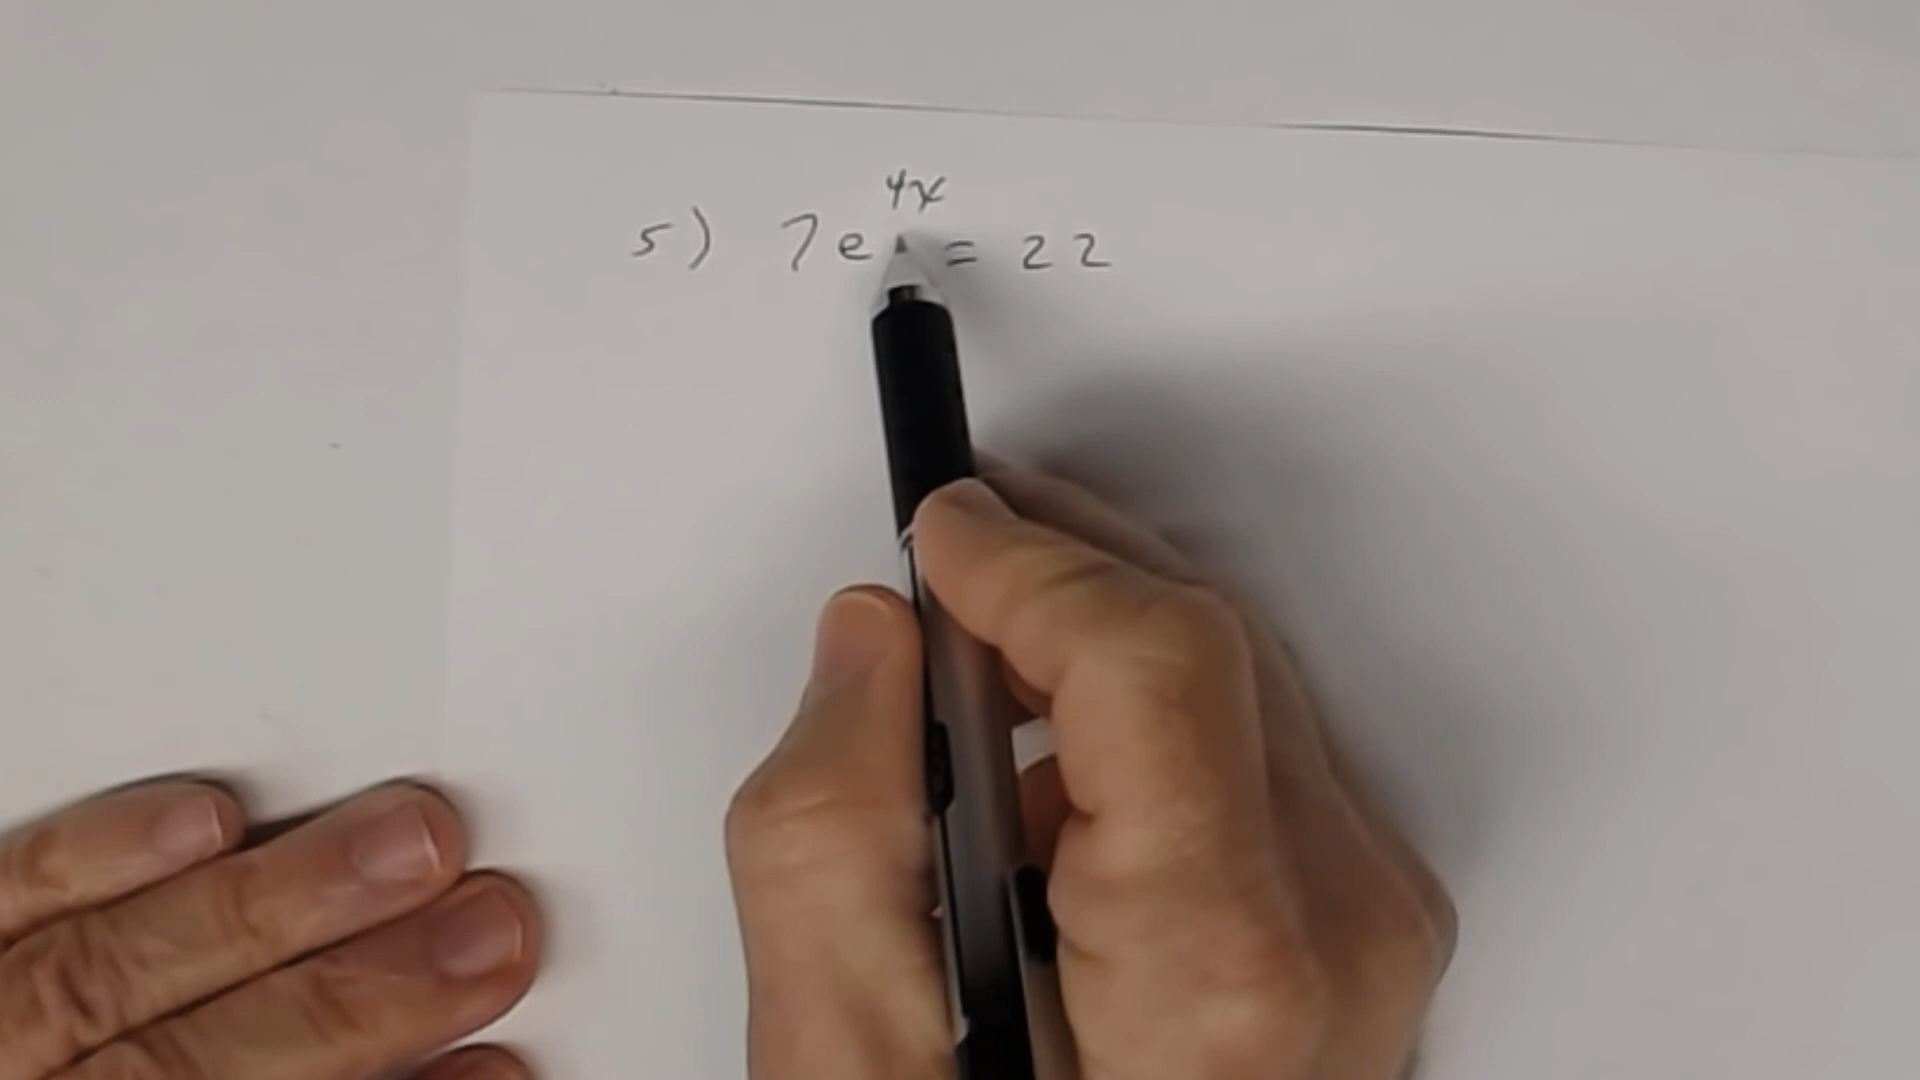 5) 7e^{4x} = 22